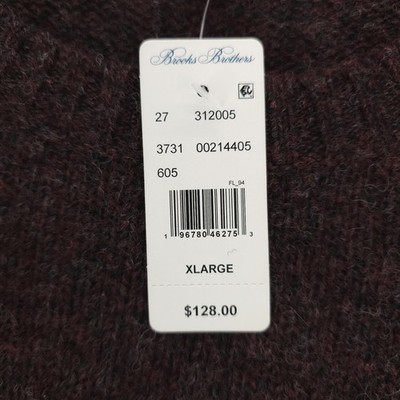 Brooks Brothers
27 312005
3731 00214405
605
FL_94
1 96780 46275 3
XLARGE
$128.00